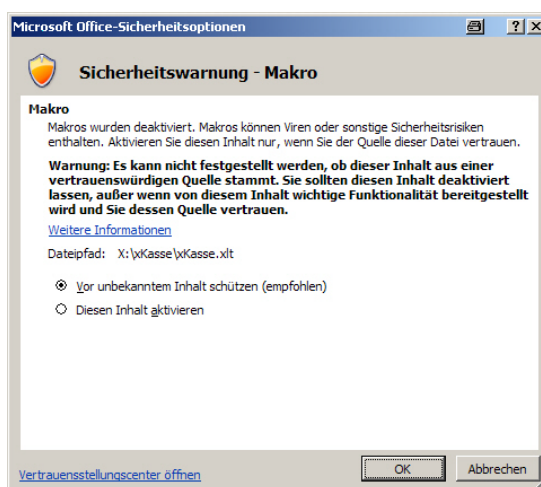 Microsoft Office-Sicherheitsoptionen
Sicherheitswarnung - Makro
Makro
Makros wurden deaktiviert. Makros können Viren oder sonstige Sicherheitsrisiken
enthalten. Aktivieren Sie diesen Inhalt nur, wenn Sie der Quelle dieser Datei vertrauen.
Warnung: Es kann nicht festgestellt werden, ob dieser Inhalt aus einer
vertrauenswürdigen Quelle stammt. Sie sollten diesen Inhalt deaktiviert
lassen, außer wenn von diesem Inhalt wichtige Funktionalität bereitgestellt
wird und Sie dessen Quelle vertrauen.
Weitere Informationen
Dateipfad: X:\xKasse\xKasse.xlt
Vor unbekanntem Inhalt schützen (empfohlen)
Diesen Inhalt aktivieren
Vertrauensstellungscenter öffnen
OK
Abbrechen